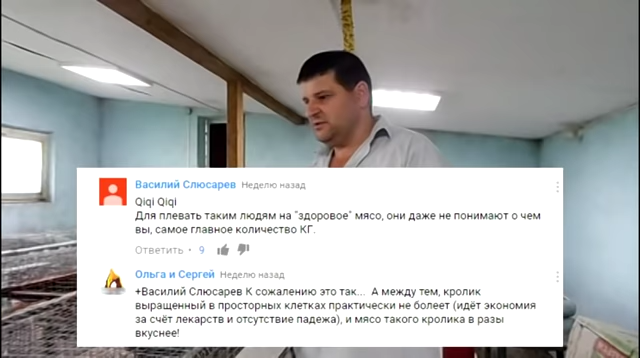 Василий Слюсарев Неделю назад
Qiqi Qiqi
Для плевать таким людям на "здоровое" мясо, они даже не понимают о чем
вы, самое главное количество КГ.
Ответить • 9
Ольга и Сергей Неделю назад
+Василий Слюсарев К сожалению это так... А между тем, кролик
выращенный в просторных клетках практически не болеет (идёт экономия
за счёт лекарств и отсутствие падежа), и мясо такого кролика в разы
вкуснее!